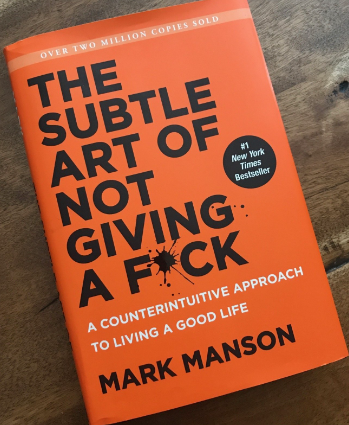 OVER TWO MILLION COPIES SOLD
THE
SUBTLE
ART OF
NOT
GIVING
A F CK
#1
New York
Times
Bestseller
A COUNTERINTUITIVE APPROACH
TO LIVING A GOOD LIFE
MARK MANSON